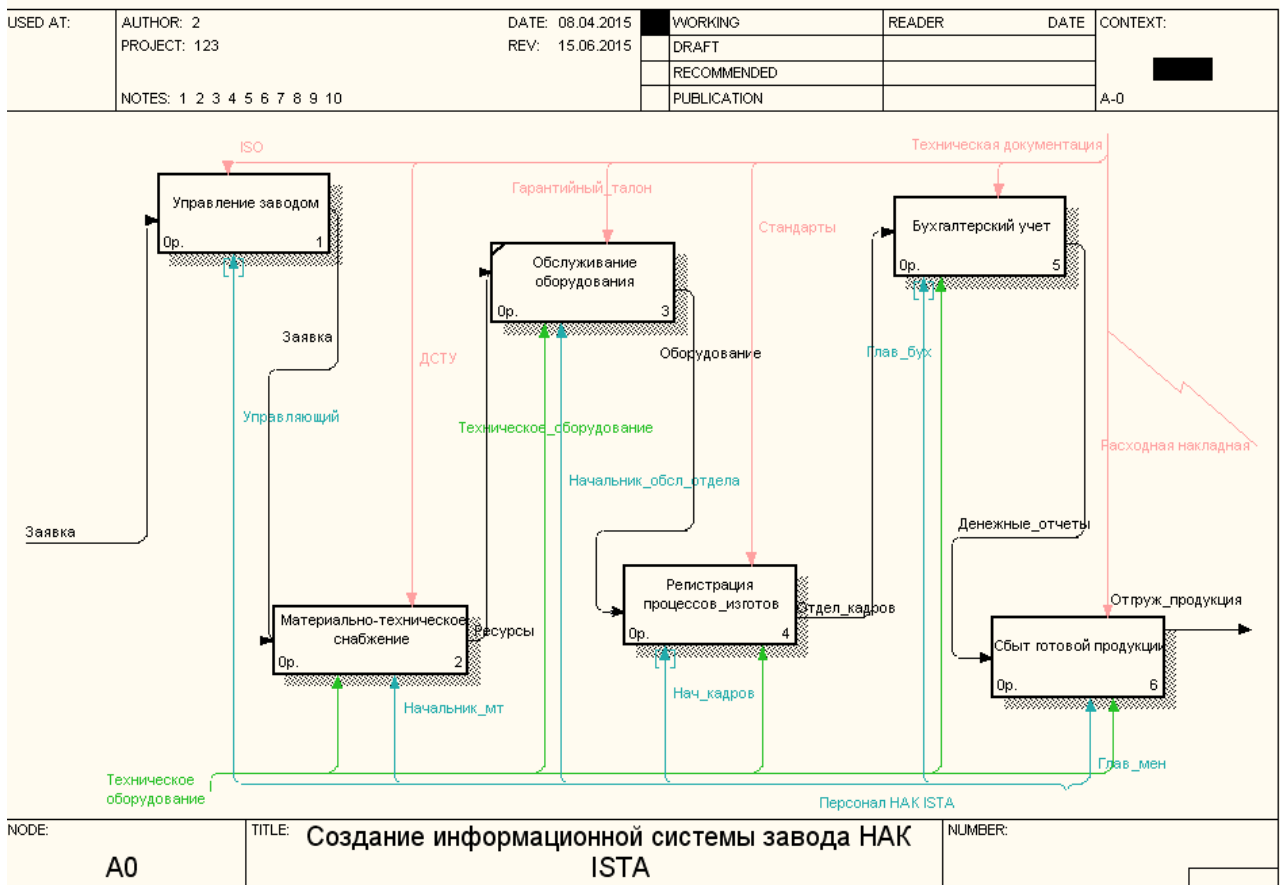 USED AT:
AUTHOR: 2
DATE: 08.04.2015
WORKING
READER
DATE
CONTEXT:
PROJECT: 123
REV: 15.06.2015
DRAFT
RECOMMENDED
NOTES: 1 2 3 4 5 6 7 8 9 10
PUBLICATION
A-0
ISO
Техническая документация
Управление заводом
0р.
1
Гарантийный_талон
Стандарты
Бухгалтерский учет
0р.
5
Обслуживание
оборудования
0р.
3
Заявка
ДСТУ
Оборудование
Глав_бух
Управляющий
Техническое_оборудование
Расходная накладная
Начальник_обсл_отдела
Заявка
Денежные_отчеты
Регистрация
процессов_изготов
0р.
4
Отдел_кадров
Отгруж_продукция
Материально-техническое
снабжение
0р.
2
Ресурсы
Сбыт готовой продукции
0р.
6
Нач_кадров
Начальник_мт
Глав_мен
Техническое
оборудование
Персонал НАК ISTA
NODE:
TITLE:
Создание информационной системы завода НАК
ISTA
NUMBER:
A0